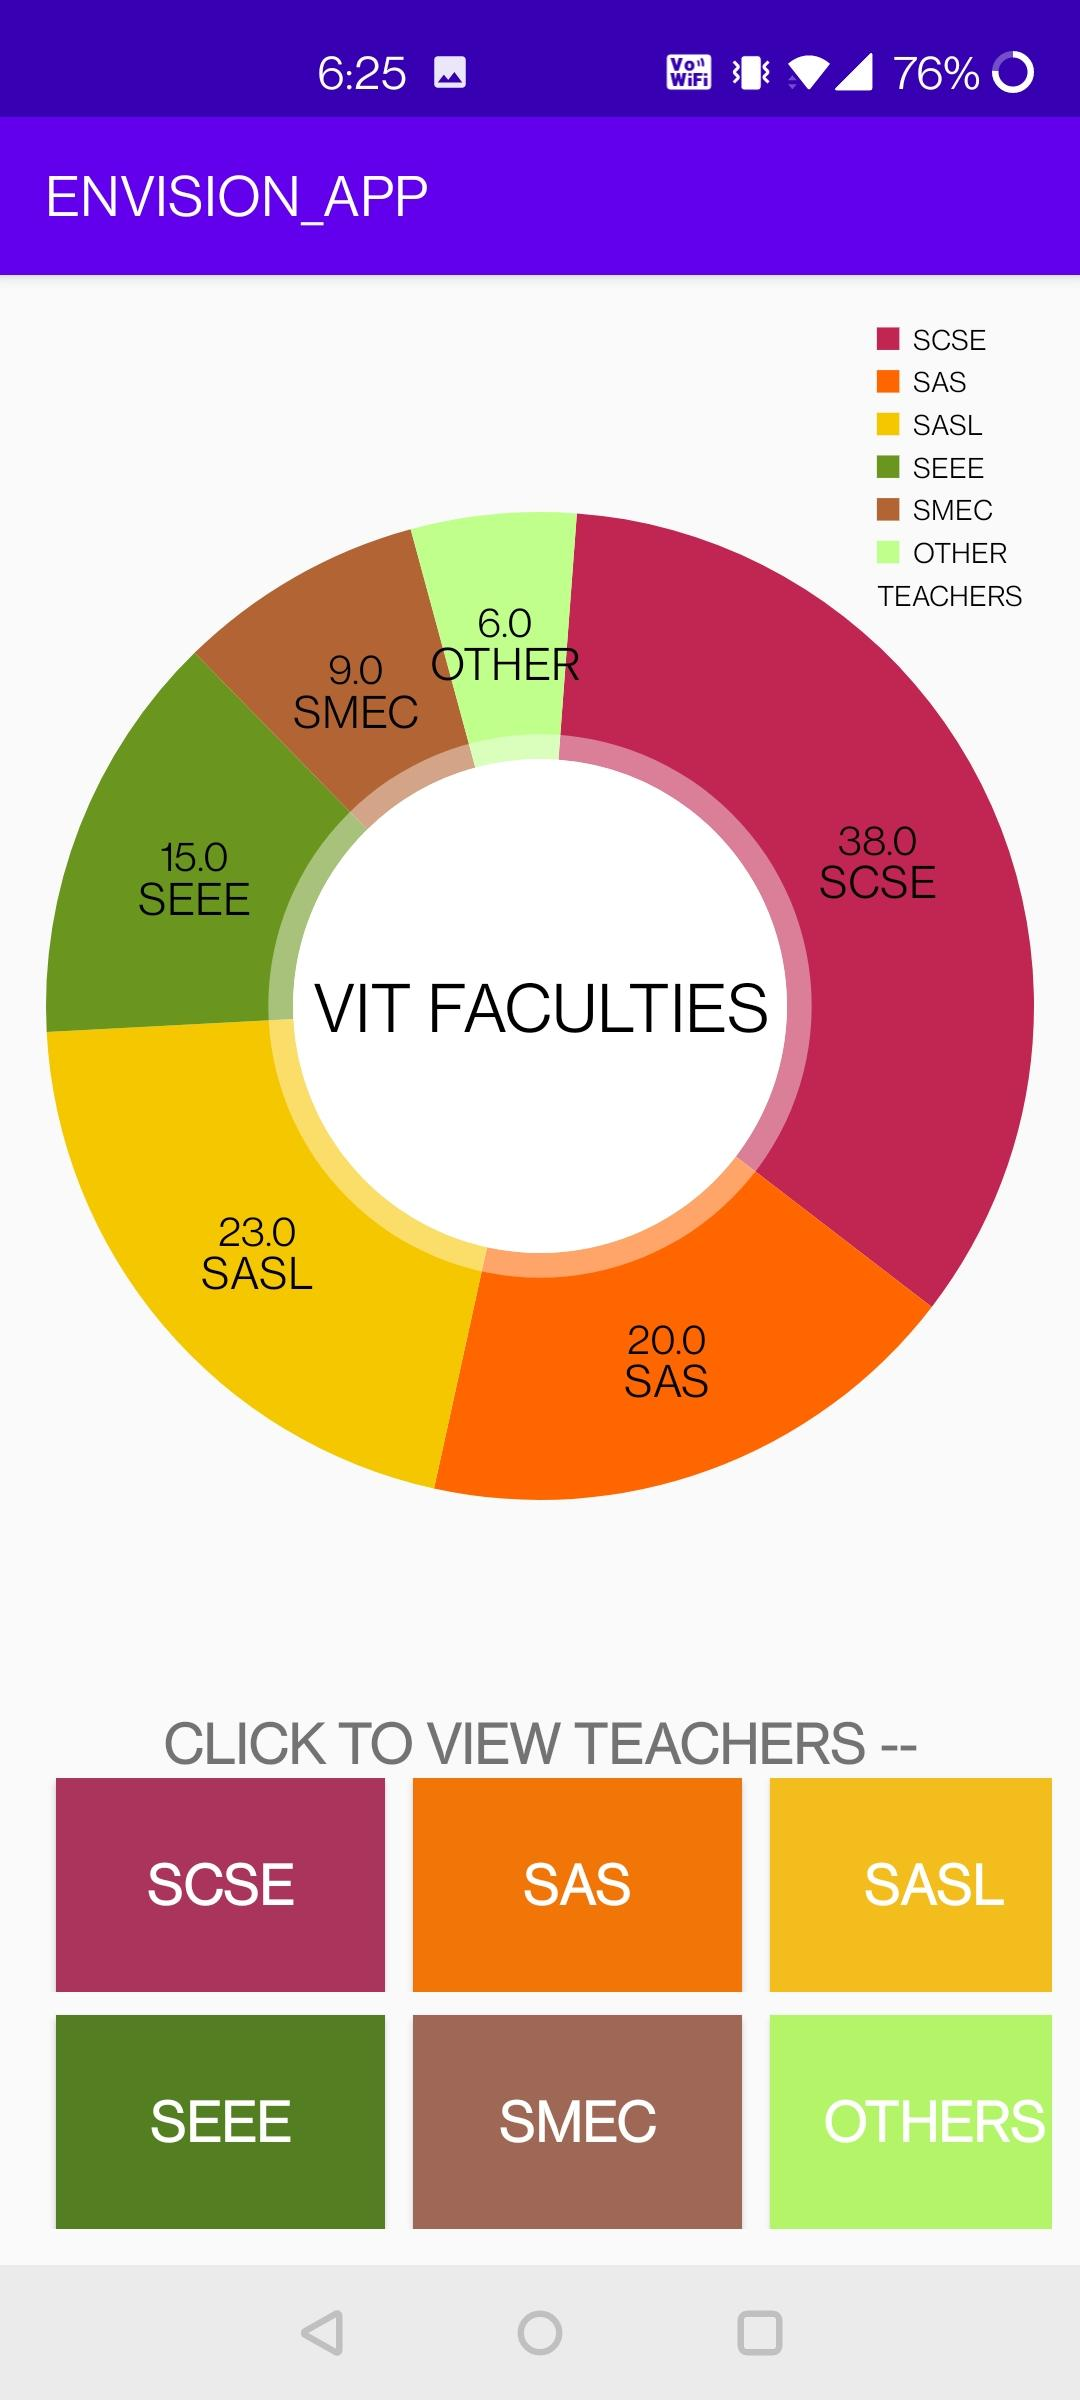 6:25
Vo
WiFi
76%
ENVISION_APP
SCSE
SAS
SASL
SEEE
SMEC
OTHER
TEACHERS
6.0
OTHER
9.0
SMEC
38.0
SCSE
15.0
SEEE
VIT FACULTIES
23.0
SASL
20.0
SAS
CLICK TO VIEW TEACHERS --
SCSE
SAS
SASL
SEEE
SMEC
OTHERS